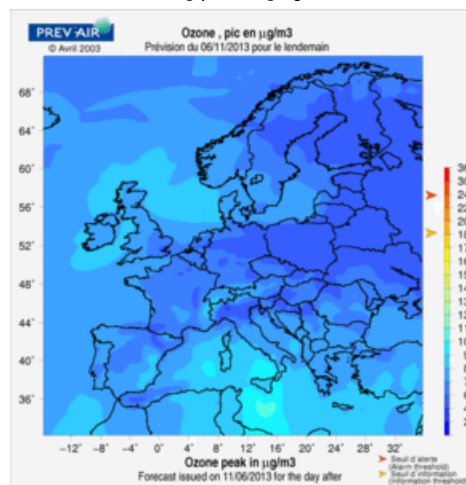 PREV'AIR
© Avril 2003
Ozone , pic en µg/m3
Prévision du 06/11/2013 pour le lendemain
68°
64°
60°
56°
52°
48°
44°
40°
36°
−12° −8° −4° 0° 4° 8° 12° 16° 20° 24° 28° 32°
Ozone peak in µg/m3
Forecast issued on 11/06/2013 for the day after
Seuil d'alerte
(Alarm threshold)
Seuil d'information
(Information threshold)